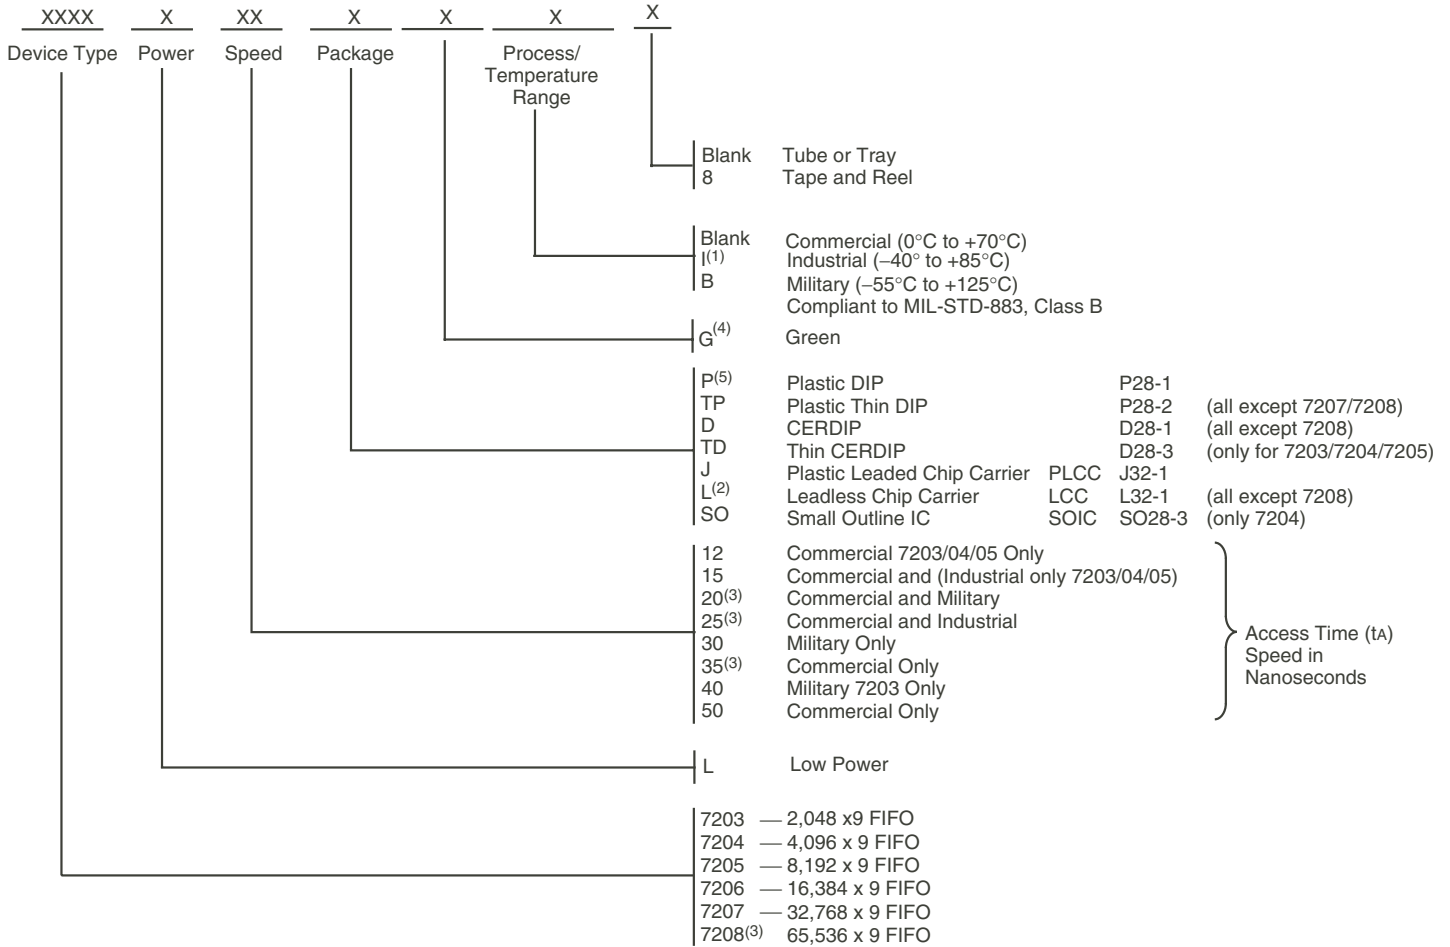 XXXX X XX X X X X
Device Type Power Speed Package Process/
Temperature
Range
Blank Tube or Tray
8 Tape and Reel
Blank Commercial (0°C to +70°C)
I(1) Industrial (–40° to +85°C)
B Military (–55°C to +125°C)
Compliant to MIL-STD-883, Class B
G(4) Green
P(5) Plastic DIP P28-1
TP Plastic Thin DIP P28-2 (all except 7207/7208)
D CERDIP D28-1 (all except 7208)
TD Thin CERDIP D28-3 (only for 7203/7204/7205)
J Plastic Leaded Chip Carrier PLCC J32-1
L(2) Leadless Chip Carrier LCC L32-1 (all except 7208)
SO Small Outline IC SOIC SO28-3 (only 7204)
12 Commercial 7203/04/05 Only
15 Commercial and (Industrial only 7203/04/05)
20(3) Commercial and Military
25(3) Commercial and Industrial
30 Military Only
35(3) Commercial Only
40 Military 7203 Only
50 Commercial Only
Access Time (tA)
Speed in
Nanoseconds
L Low Power
7203 — 2,048 x9 FIFO
7204 — 4,096 x 9 FIFO
7205 — 8,192 x 9 FIFO
7206 — 16,384 x 9 FIFO
7207 — 32,768 x 9 FIFO
7208(3) 65,536 x 9 FIFO